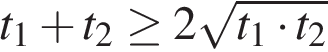 t₁ + t₂ ≥ 2√(t₁ · t₂)